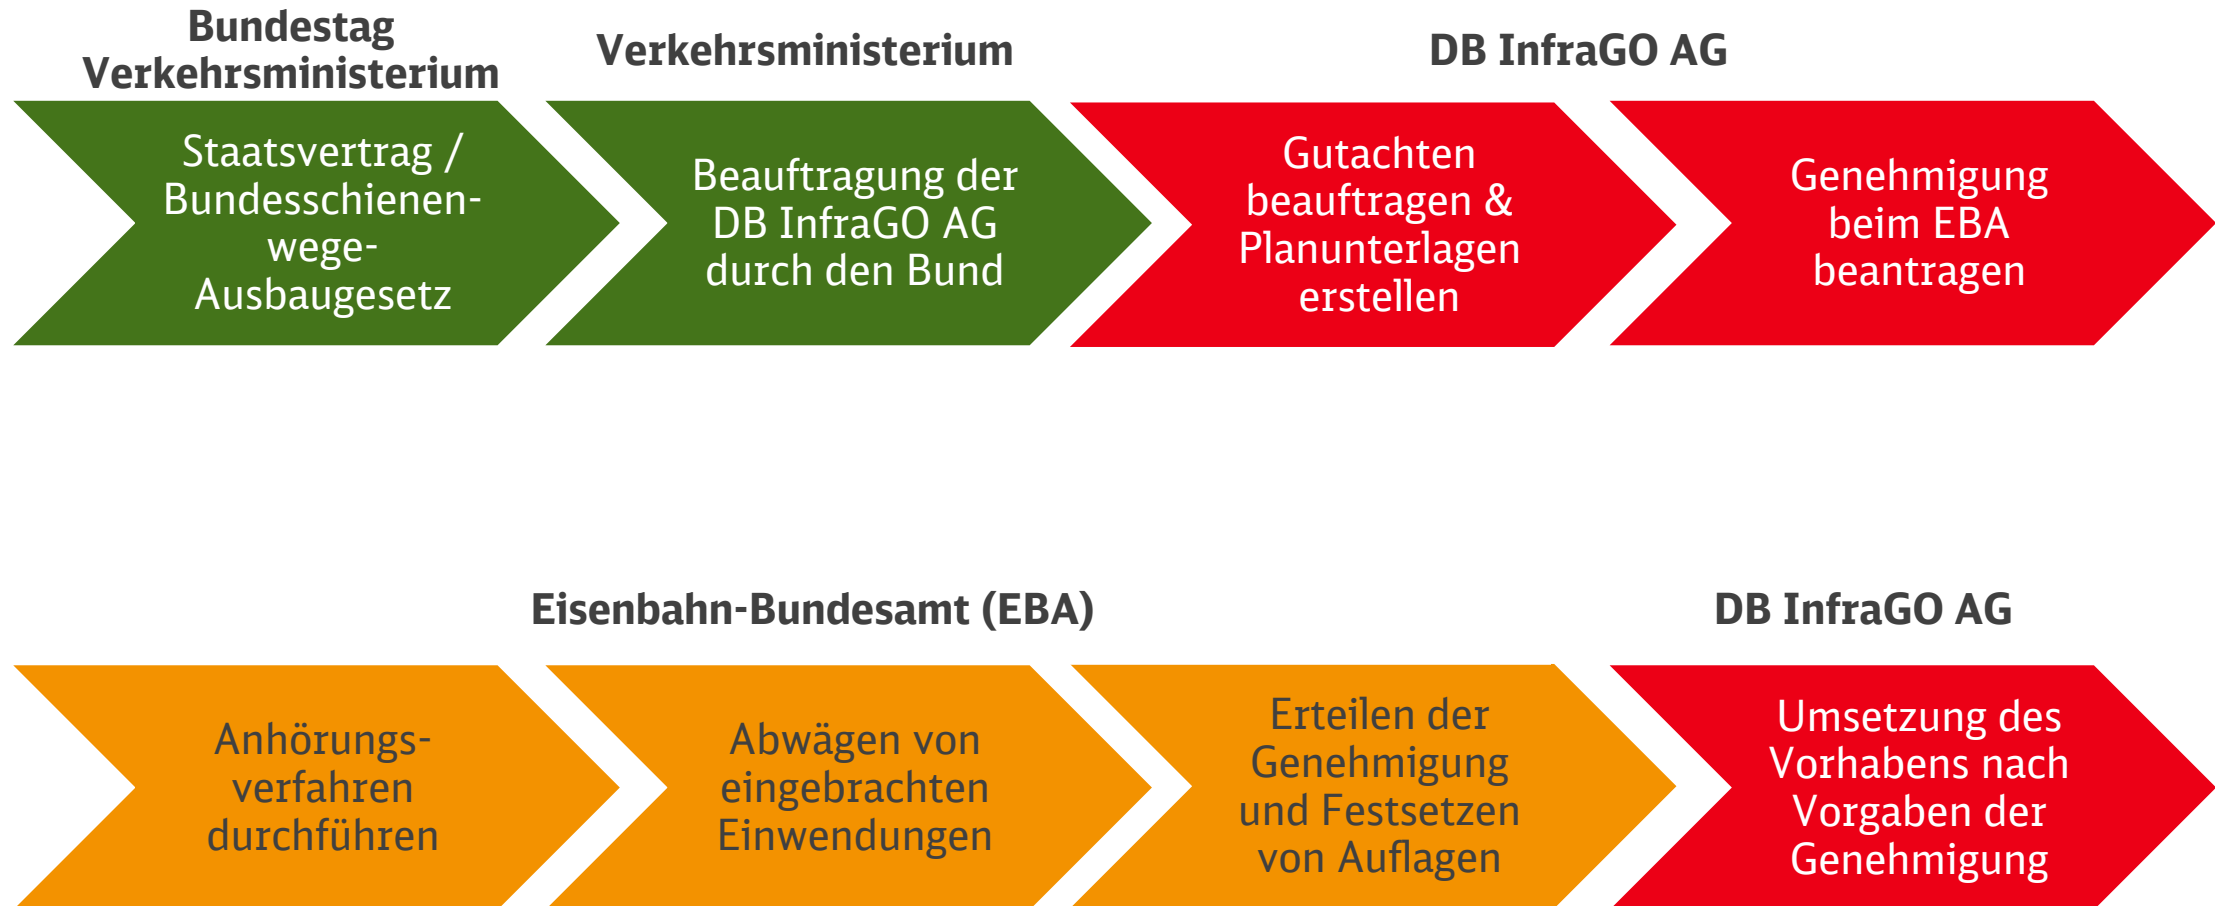 Bundestag
Verkehrsministerium
Verkehrsministerium
DB InfraGO AG
Staatsvertrag /
Bundesschienen-
wege-
Ausbaugesetz
Beauftragung der
DB InfraGO AG
durch den Bund
Gutachten
beauftragen &
Planunterlagen
erstellen
Genehmigung
beim EBA
beantragen
Eisenbahn-Bundesamt (EBA)
DB InfraGO AG
Anhörungs-
verfahren
durchführen
Abwägen von
eingebrachten
Einwendungen
Erteilen der
Genehmigung
und Festsetzen
von Auflagen
Umsetzung des
Vorhabens nach
Vorgaben der
Genehmigung